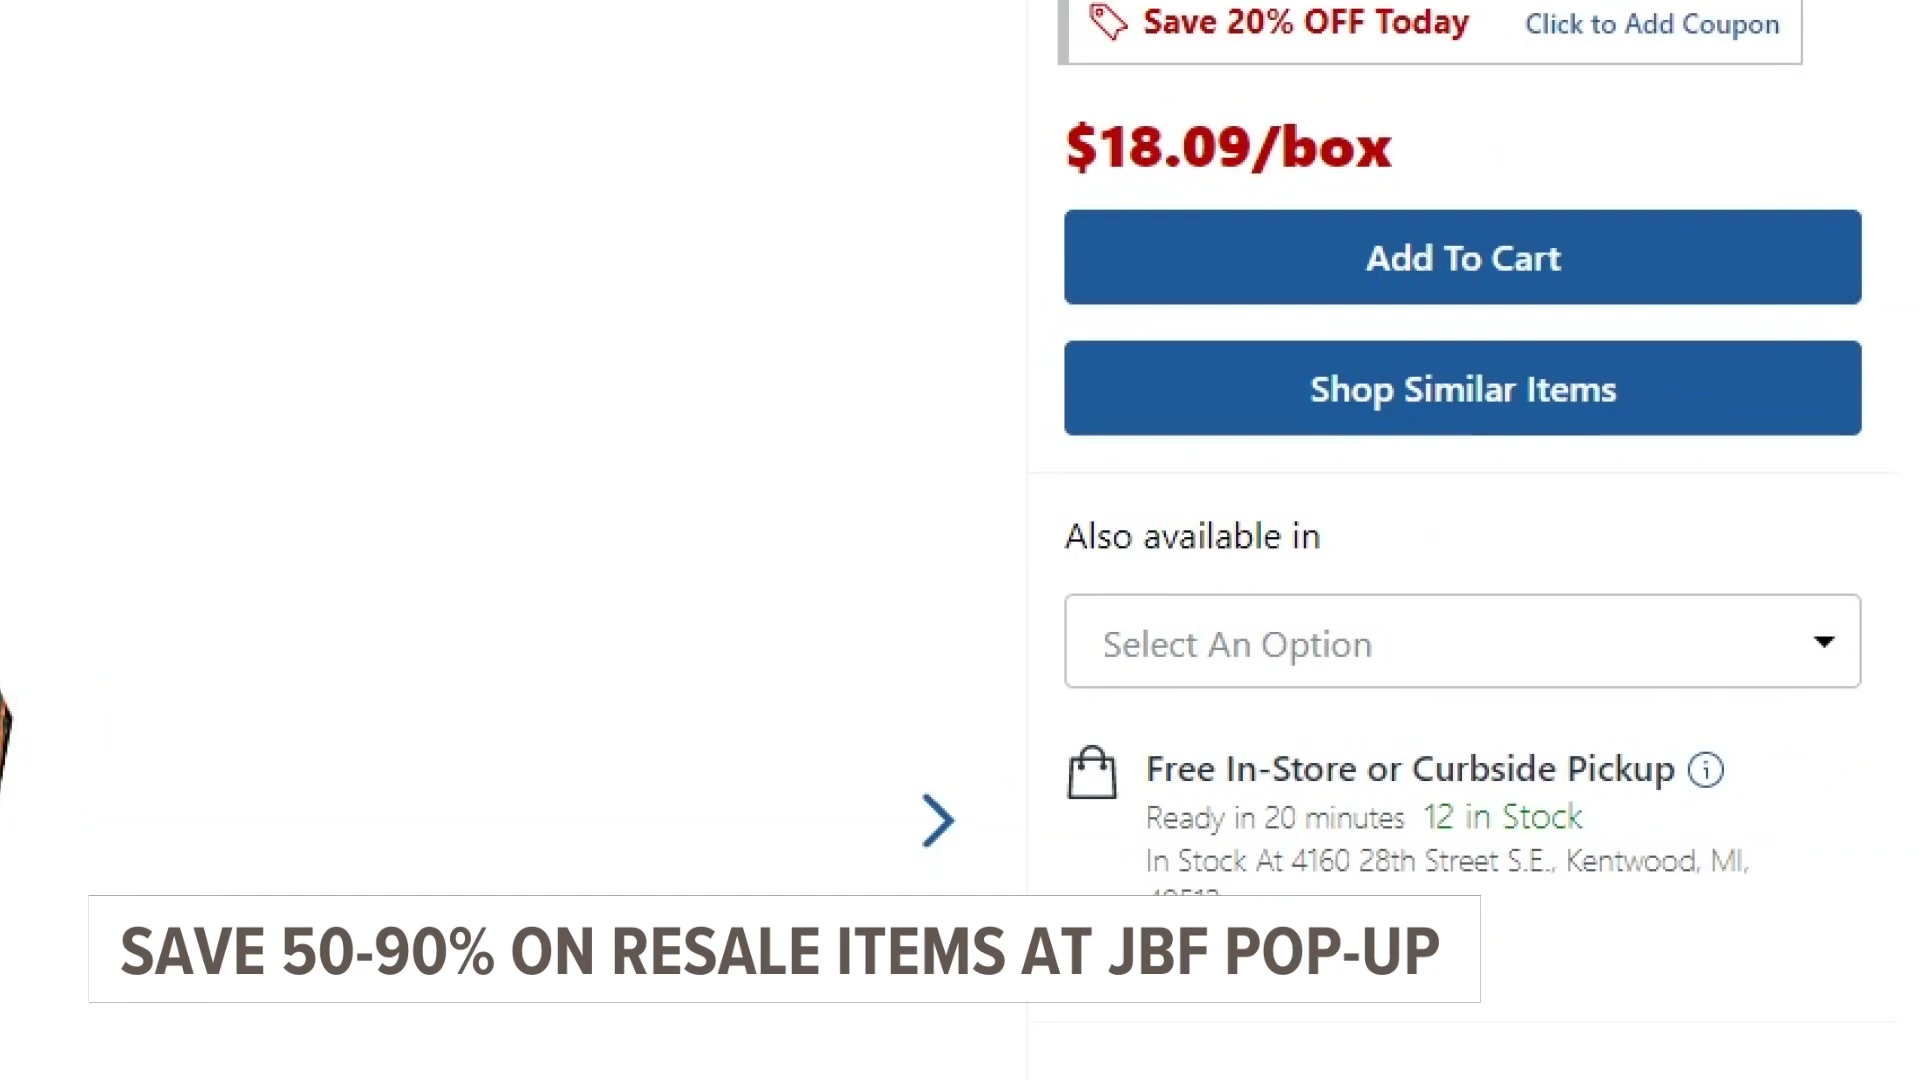 Save 20% OFF Today Click to Add Coupon
$18.09/box
Add To Cart
Shop Similar Items
Also available in
Select An Option
Free In-Store or Curbside Pickup
Ready in 20 minutes 12 in Stock
In Stock At 4160 28th Street S.E., Kentwood, MI,
SAVE 50-90% ON RESALE ITEMS AT JBF POP-UP